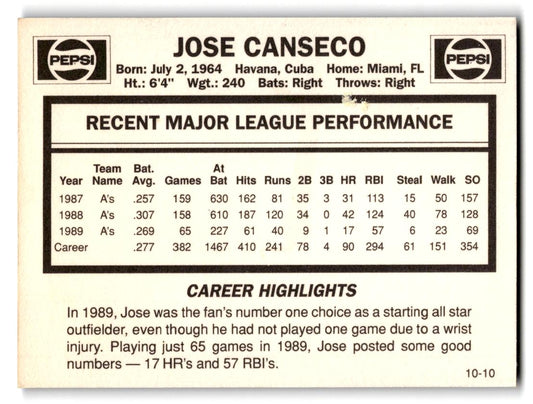 JOSE CANSECO
PEPSI
PEPSI
Born: July 2, 1964 Havana, Cuba Home: Miami, FL
Ht.: 6'4" Wgt.: 240 Bats: Right Throws: Right
RECENT MAJOR LEAGUE PERFORMANCE
Year Team Name Bat. Avg. Games At Bat Hits Runs 2B 3B HR RBI Steal Walk SO
1987 A's .257 159 630 162 81 35 3 31 113 15 50 157
1988 A's .307 158 610 187 120 34 0 42 124 40 78 128
1989 A's .269 65 227 61 40 9 1 17 57 6 23 69
Career .277 382 1467 410 241 78 4 90 294 61 151 354
CAREER HIGHLIGHTS
In 1989, Jose was the fan's number one choice as a starting all star
outfielder, even though he had not played one game due to a wrist
injury. Playing just 65 games in 1989, Jose posted some good
numbers — 17 HR's and 57 RBI's.
10-10